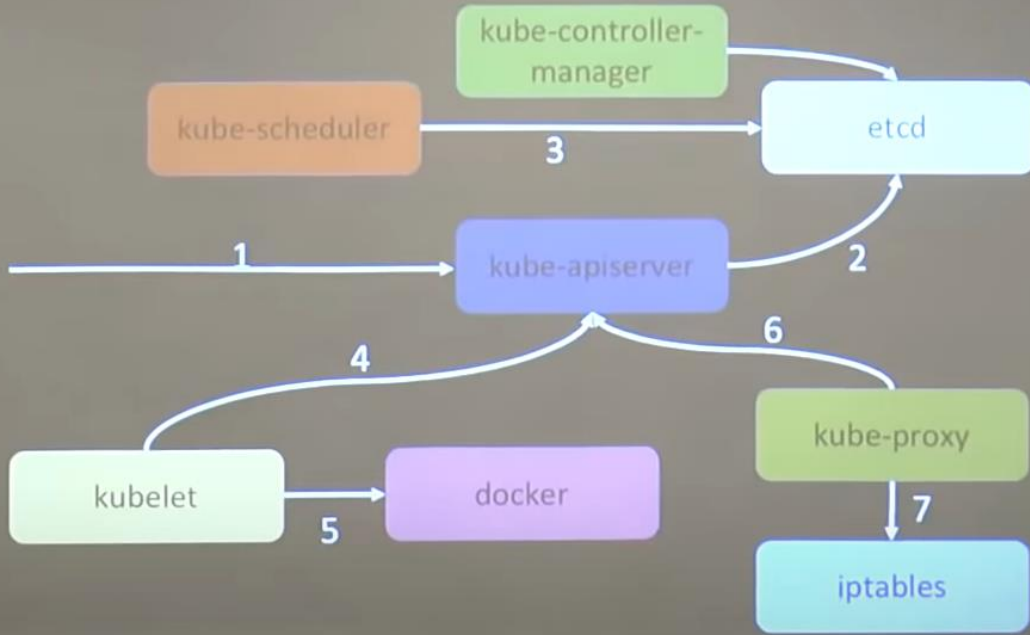 kube-controller-
manager
kube-scheduler
etcd
3
1
kube-apiserver
2
4
6
kube-proxy
kubelet
docker
5
7
iptables